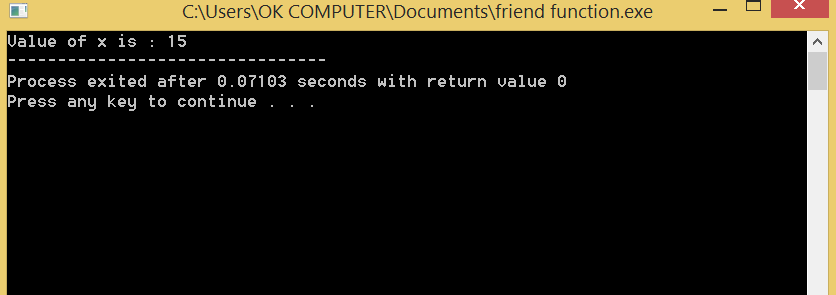 C:\Users\OK COMPUTER\Documents\friend function.exe
Value of x is : 15
--------------------------------
Process exited after 0.07103 seconds with return value 0
Press any key to continue . . .